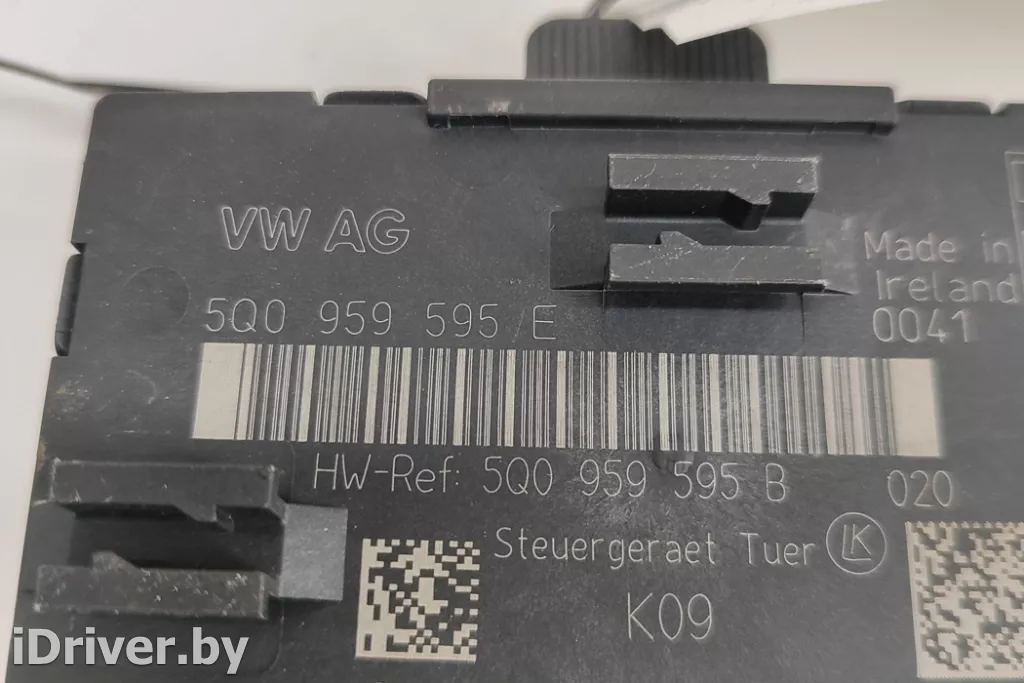 VW AG
Made in
Ireland
0041
5Q0 959 595 E
HW-Ref: 5Q0 959 595 B 020
Steuergeraet Tuer LK
K09
iDriver.by